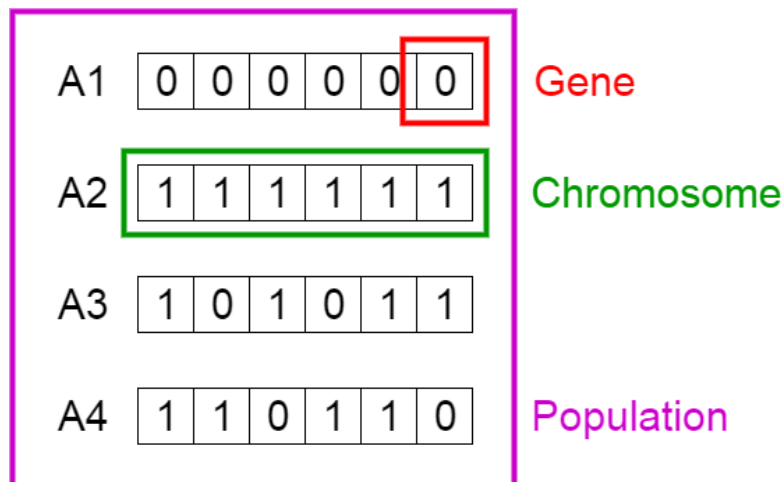 A1 0 0 0 0 0 0 Gene
A2 1 1 1 1 1 1 Chromosome
A3 1 0 1 0 1 1
A4 1 1 0 1 1 0 Population